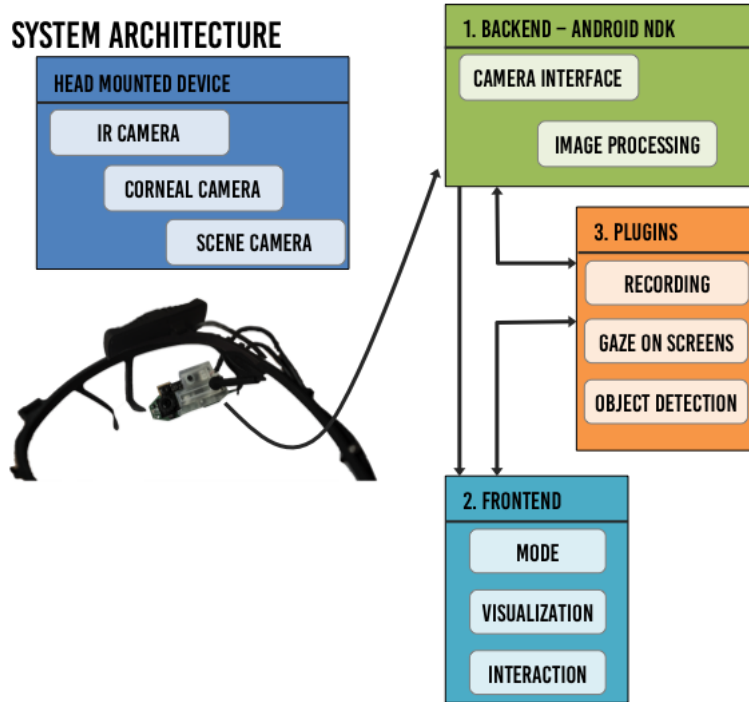 SYSTEM ARCHITECTURE
HEAD MOUNTED DEVICE
IR CAMERA
CORNEAL CAMERA
SCENE CAMERA
1. BACKEND – ANDROID NDK
CAMERA INTERFACE
IMAGE PROCESSING
3. PLUGINS
RECORDING
GAZE ON SCREENS
OBJECT DETECTION
2. FRONTEND
MODE
VISUALIZATION
INTERACTION